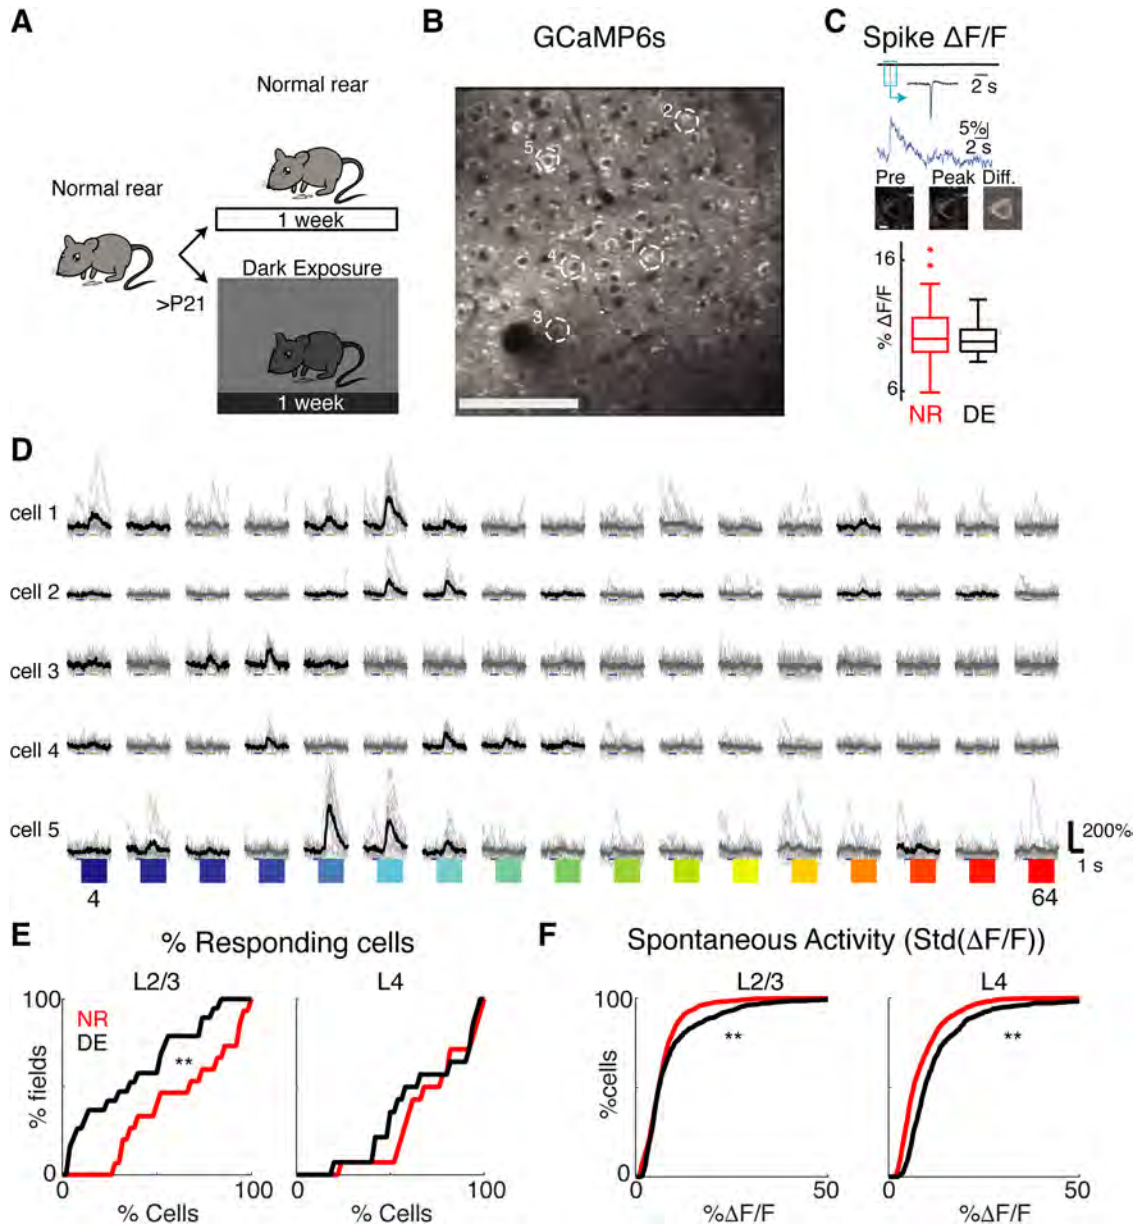 A
Normal rear
Normal rear
1 week
Dark Exposure
>P21
1 week
B
GCaMP6s
2
5
1
4
3
C
Spike ΔF/F
2 s
5%
2 s
Pre
Peak
Diff.
16
% ΔF/F
6
NR
DE
D
cell 1
cell 2
cell 3
cell 4
cell 5
200%
1 s
4
64
E
% Responding cells
L2/3
L4
100
NR
DE
**
% fields
0
0
100
0
100
% Cells
% Cells
F
Spontaneous Activity (Std(ΔF/F))
L2/3
L4
100
100
**
**
%cells
0
0
50
0
0
50
%ΔF/F
%ΔF/F